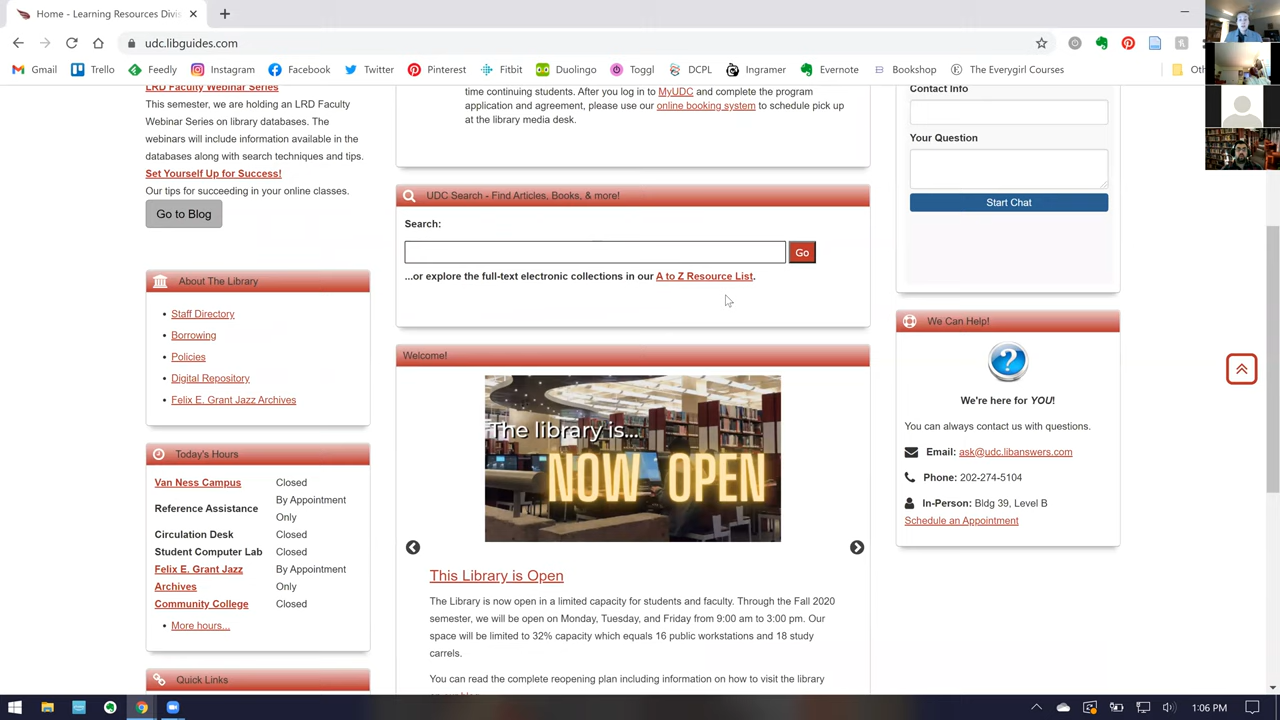 Home - Learning Resources Divis
udc.libguides.com
Gmail
Trello
Feedly
Instagram
Facebook
Twitter
Pinterest
Fitbit
Duolingo
Toggl
DCPL
Ingramer
Evernote
Bookshop
The Everygirl Courses
LRD Faculty Webinar Series
This semester, we are holding an LRD Faculty
Webinar Series on library databases. The
webinars will include information available in the
databases along with search techniques and tips.
Set Yourself Up for Success!
Our tips for succeeding in your online classes.
Go to Blog
About The Library
Staff Directory
Borrowing
Policies
Digital Repository
Felix E. Grant Jazz Archives
Today's Hours
Van Ness Campus Closed
By Appointment
Reference Assistance
Only
Circulation Desk Closed
Student Computer Lab Closed
Felix E. Grant Jazz By Appointment
Archives Only
Community College Closed
More hours...
Quick Links
time continuing students. After you log in to MyUDC and complete the program
application and agreement, please use our online booking system to schedule pick up
at the library media desk.
UDC Search - Find Articles, Books, & more!
Search:
Go
...or explore the full-text electronic collections in our A to Z Resource List.
Welcome!
The library is...
NOW OPEN
This Library is Open
The Library is now open in a limited capacity for students and faculty. Through the Fall 2020
semester, we will be open on Monday, Tuesday, and Friday from 9:00 am to 3:00 pm. Our
space will be limited to 32% capacity which equals 16 public workstations and 18 study
carrels.
You can read the complete reopening plan including information on how to visit the library
Contact Info
Your Question
Start Chat
We Can Help!
?
We're here for YOU!
You can always contact us with questions.
Email: ask@udc.libanswers.com
Phone: 202-274-5104
In-Person: Bldg 39, Level B
Schedule an Appointment
1:06 PM